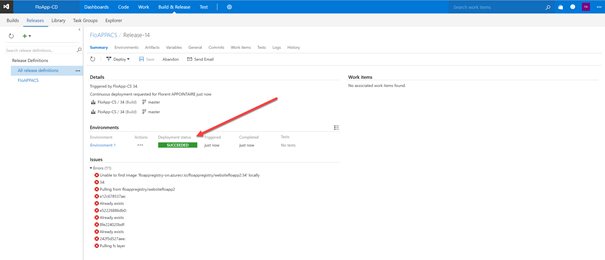 FloApp-CD
Dashboards Code Work Build & Release Test
Search work items
Builds Releases Library Task Groups Explorer
Search release definitions...
Release Definitions
All release definitions
FloAPPACS
FloAPPACS / Release-14
Summary Environments Artifacts Variables General Commits Work items Tests Logs History
Deploy Save Abandon Send Email
Details
Triggered by FloApp-CS 34.
Continuous deployment requested for Florent APPOINTAIRE just now
FloApp-CS / 34 (Build) master
FloApp-CS / 34 (Build) master
Work items
No associated work items found.
Environments
Environment Actions Deployment status Triggered Completed Tests
Environment 1 SUCCEEDED just now just now No tests
Issues
Errors
Unable to find image 'floappregistry-on.azurecr.io/floappregistry/websitefloapp2:34' locally
34:
Pulling from floappregistry/websitefloapp2
Already exists
Already exists
Already exists
Already exists
Pulling fs layer